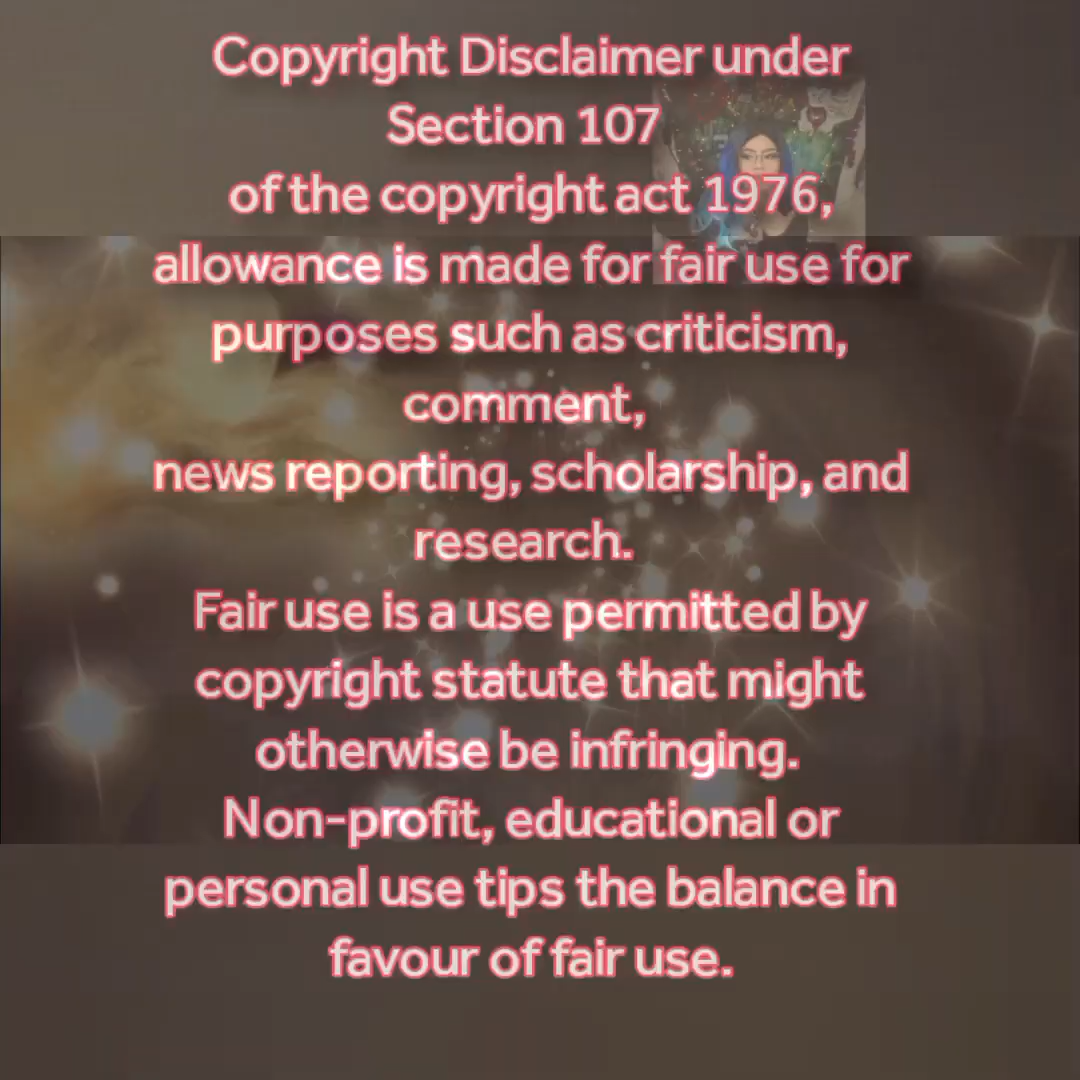 Copyright Disclaimer under
Section 107
of the copyright act 1976,
allowance is made for fair use for
purposes such as criticism,
comment,
news reporting, scholarship, and
research.
Fair use is a use permitted by
copyright statute that might
otherwise be infringing.
Non-profit, educational or
personal use tips the balance in
favour of fair use.